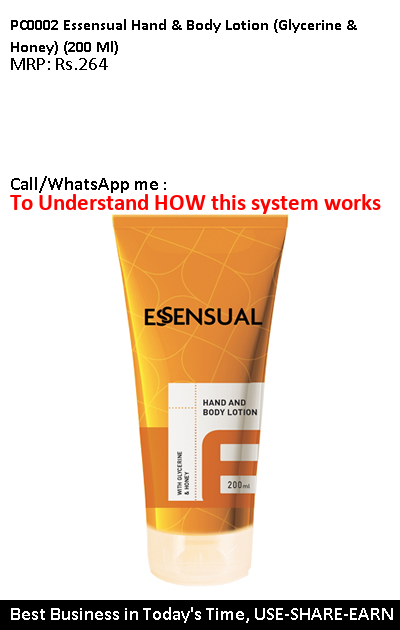 PC0002 Essensual Hand & Body Lotion (Glycerine &
Honey) (200 Ml)
MRP: Rs.264
Call/WhatsApp me :
To Understand HOW this system works
ESSENSUAL
HAND AND
BODY LOTION
WITH GLYCERINE
& HONEY
200ml
Best Business in Today's Time, USE-SHARE-EARN